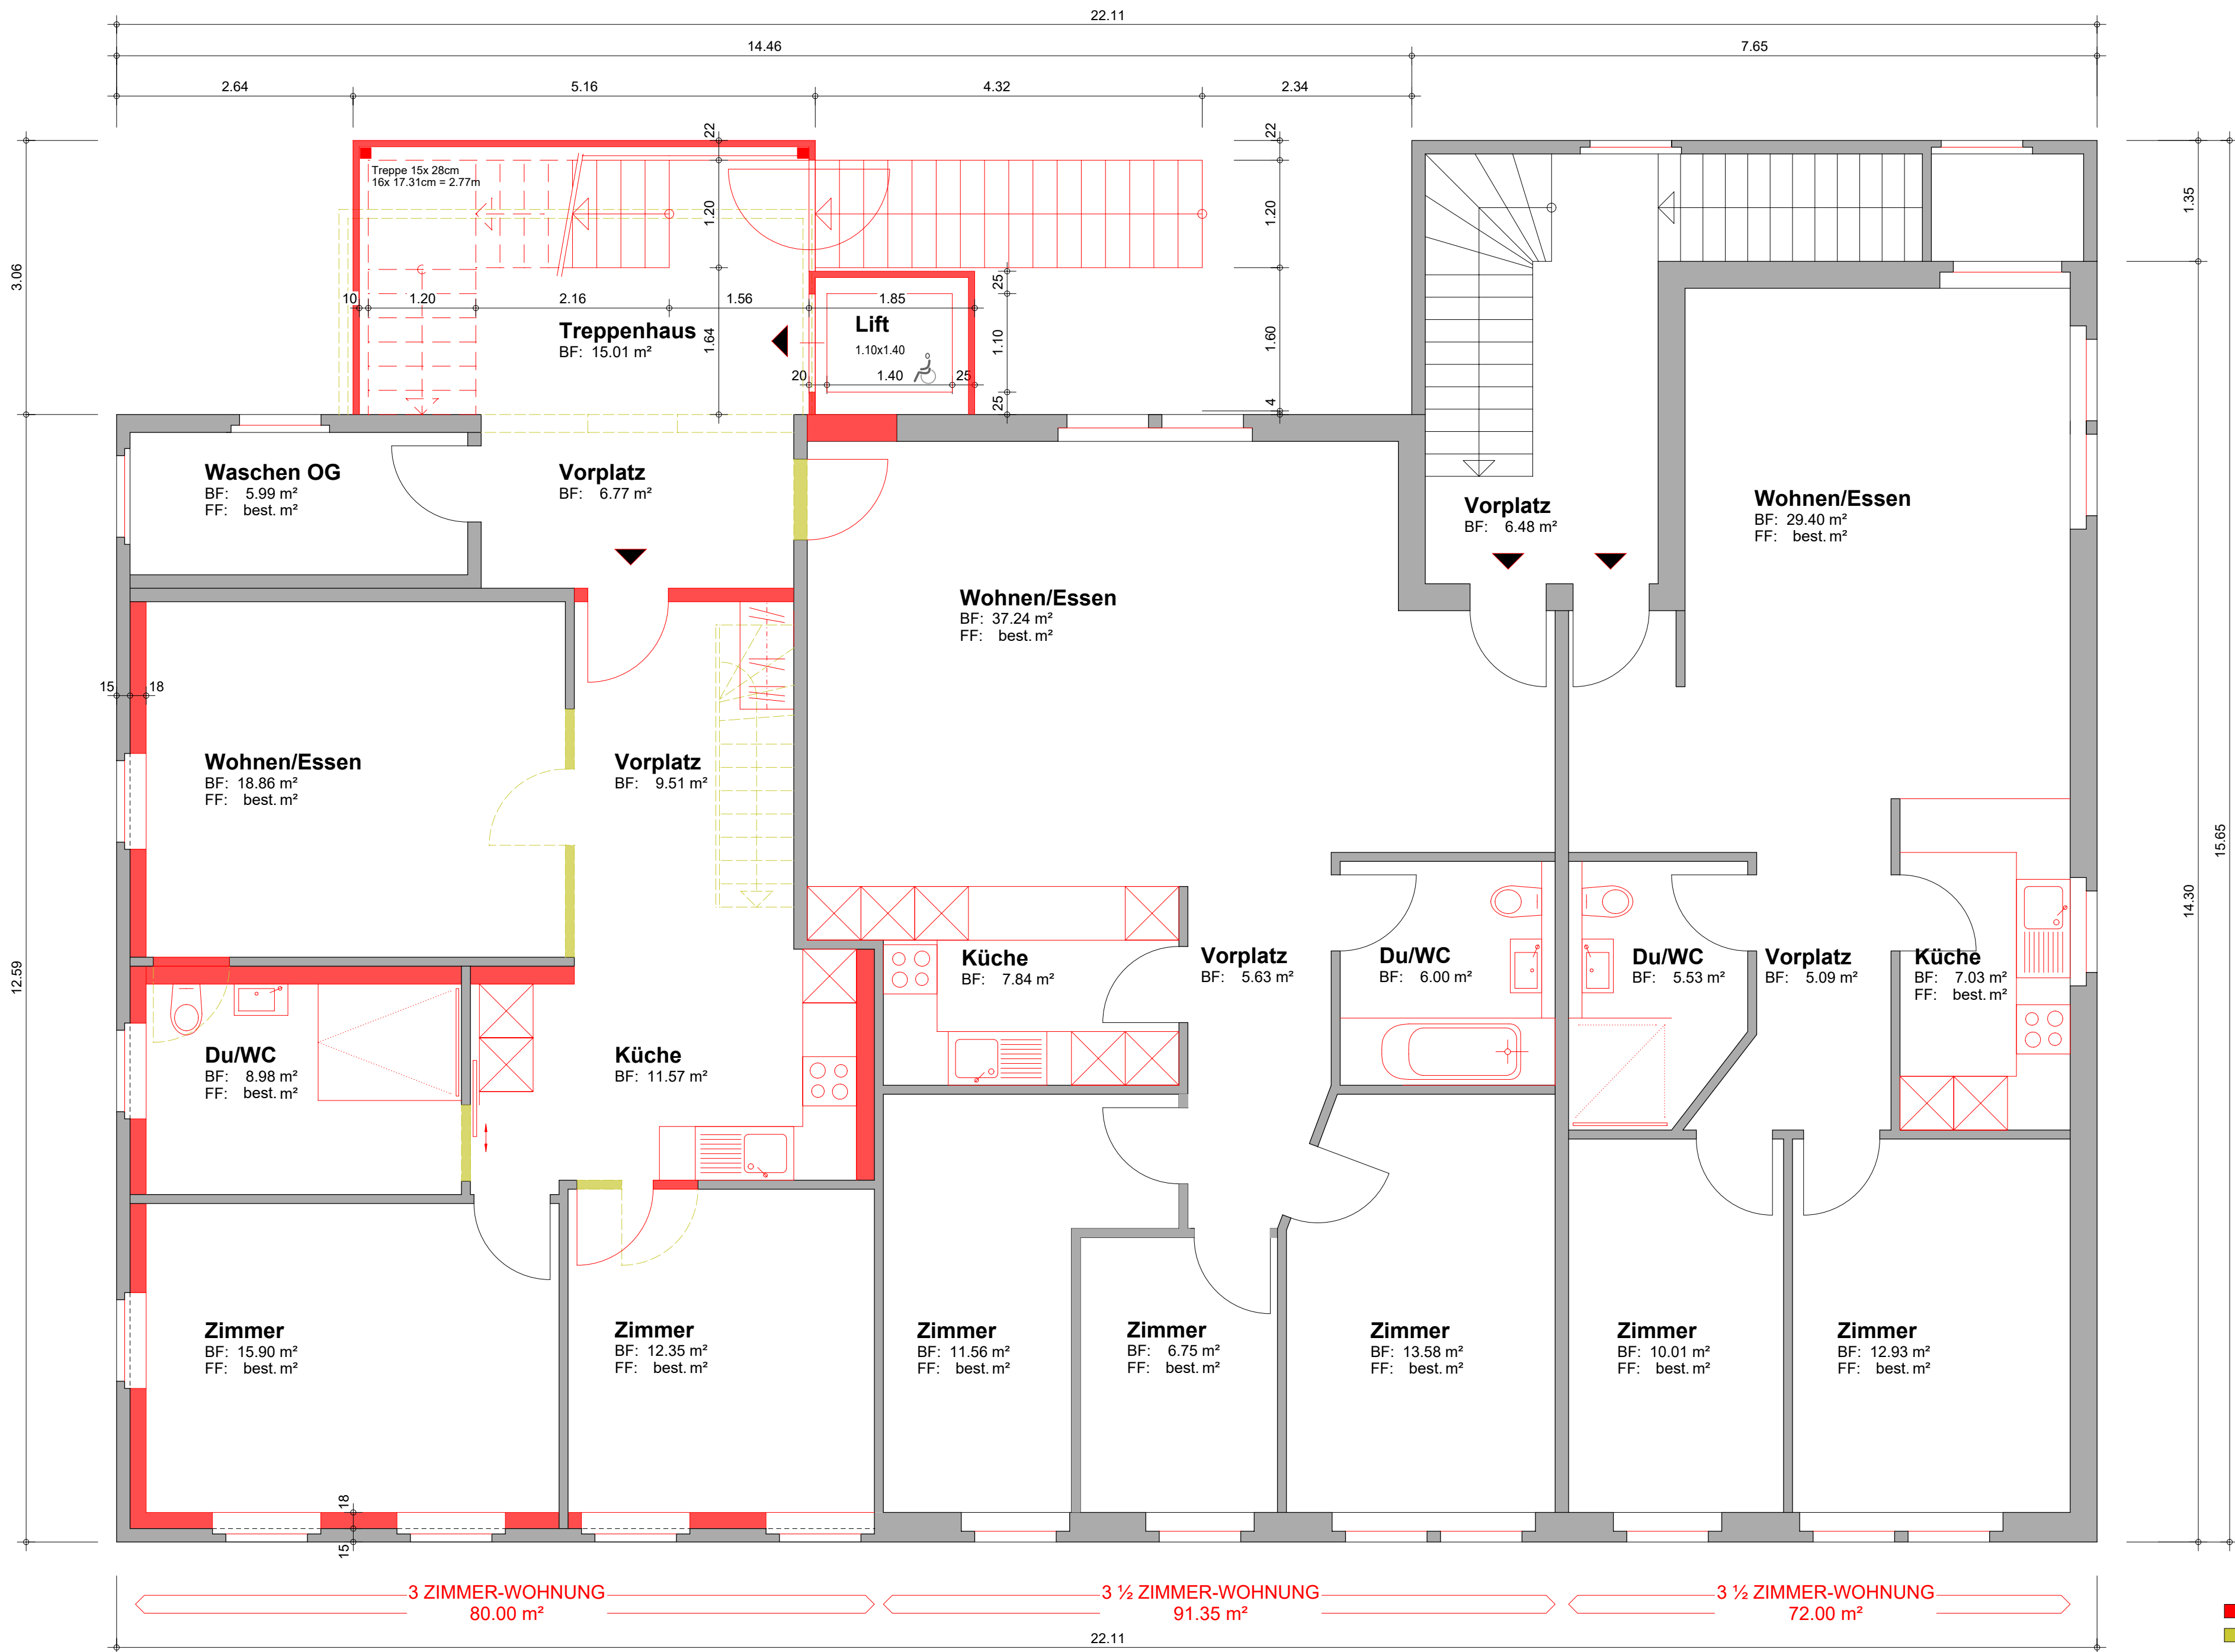 22.11
14.46
7.65
2.64
5.16
4.32
2.34
22
22
Treppe 15x 28cm
16x 17.31cm = 2.77m
1.20
1.20
1.35
3.06
10
1.20
2.16
1.56
1.85
25
Treppenhaus
BF: 15.01 m²
1.64
Lift
1.10x1.40
1.10
1.60
20
1.40
25
25
4
Waschen OG
BF: 5.99 m²
FF: best. m²
Vorplatz
BF: 6.77 m²
Vorplatz
BF: 6.48 m²
Wohnen/Essen
BF: 29.40 m²
FF: best. m²
Wohnen/Essen
BF: 37.24 m²
FF: best. m²
15
18
Wohnen/Essen
BF: 18.86 m²
FF: best. m²
Vorplatz
BF: 9.51 m²
15.65
14.30
12.59
Küche
BF: 7.84 m²
Vorplatz
BF: 5.63 m²
Du/WC
BF: 6.00 m²
Du/WC
BF: 5.53 m²
Vorplatz
BF: 5.09 m²
Küche
BF: 7.03 m²
FF: best. m²
Du/WC
BF: 8.98 m²
FF: best. m²
Küche
BF: 11.57 m²
Zimmer
BF: 15.90 m²
FF: best. m²
Zimmer
BF: 12.35 m²
FF: best. m²
Zimmer
BF: 11.56 m²
FF: best. m²
Zimmer
BF: 6.75 m²
FF: best. m²
Zimmer
BF: 13.58 m²
FF: best. m²
Zimmer
BF: 10.01 m²
FF: best. m²
Zimmer
BF: 12.93 m²
FF: best. m²
18
15
3 ZIMMER-WOHNUNG
80.00 m²
3 ½ ZIMMER-WOHNUNG
91.35 m²
3 ½ ZIMMER-WOHNUNG
72.00 m²
22.11